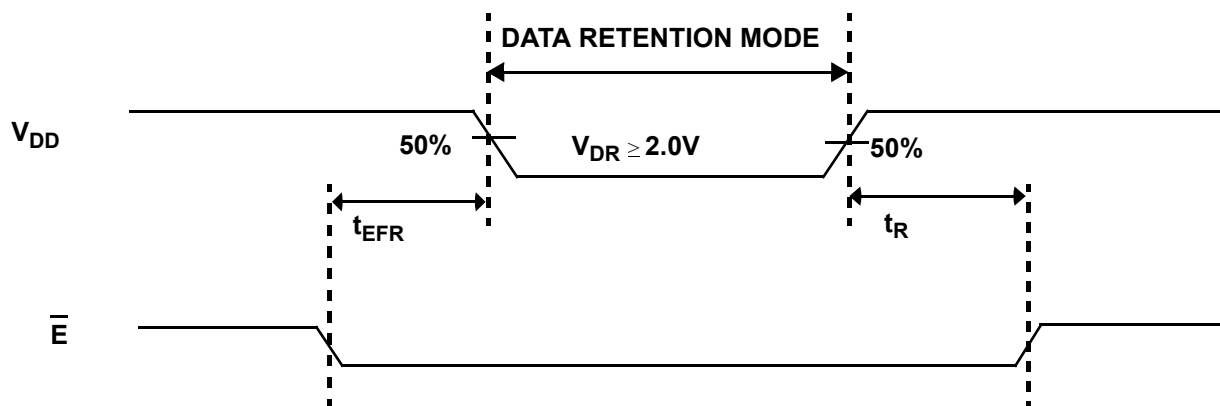 DATA RETENTION MODE
V_DD
50%
V_DR ≥ 2.0V
50%
t_EFR
t_R
E̅